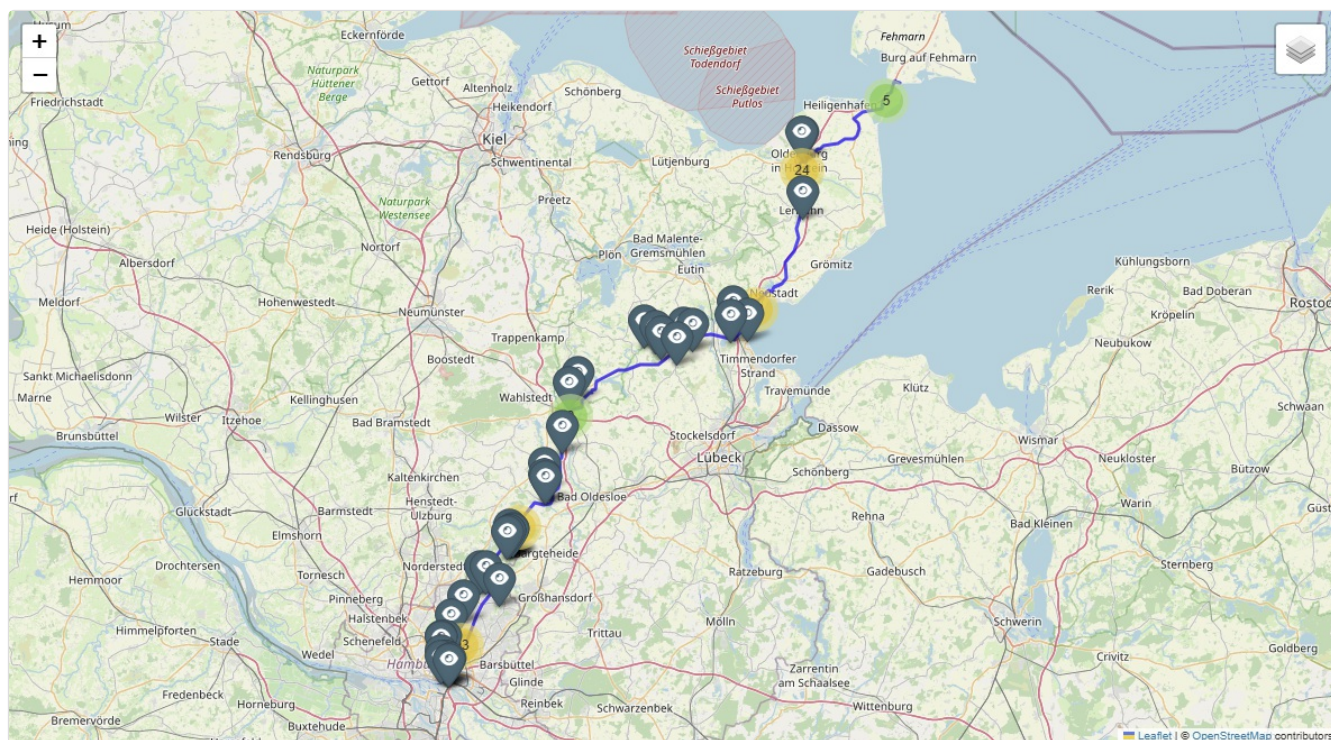 +
−
Eckernförde
Fehmarn
Burg auf Fehmarn
Schießgebiet
Todendorf
Schießgebiet
Putlos
Naturpark
Hüttener
Berge
Gettorf
Altenholz
Schönberg
Heikendorf
Friedrichstadt
Heiligenhafen
5
Kiel
Rendsburg
Schwentinental
Lütjenburg
24
Naturpark
Westensee
Preetz
Heide (Holstein)
Nortorf
Bad Malente-
Gremsmühlen
Plön
Eutin
Albersdorf
Grömitz
Kühlungsborn
Meldorf
Hohenwestedt
Neumünster
Rerik
Bad Doberan
Kröpelin
Trappenkamp
Neubukow
Boostedt
Timmendorfer
Strand
Sankt Michaelisdonn
Marne
Kellinghusen
Wahlstedt
Travemünde
Klütz
Schwaan
Wilster
Itzehoe
Bad Bramstedt
Dassow
Brunsbüttel
Stockelsdorf
Wismar
Lübeck
Grevesmühlen
Neukloster
Bützow
Schönberg
Kaltenkirchen
Bad Oldesloe
Glückstadt
Barmstedt
Henstedt-
Ulzburg
Warin
Rehna
Bad Kleinen
Elmshorn
Drochtersen
Norderstedt
Hemmoor
Tornesch
Ratzeburg
Gadebusch
Sternberg
Pinneberg
Großhansdorf
Halstenbek
Himmelpforten
Stade
Schenefeld
Trittau
Mölln
Schwerin
Wedel
3
Barsbüttel
Goldberg
Crivitz
Glinde
Zarrentin
am Schaalsee
Fredenbeck
Horneburg
Reinbek
Schwarzenbek
Wittenburg
Bremervörde
Buxtehude
Leaflet | © OpenStreetMap contributors